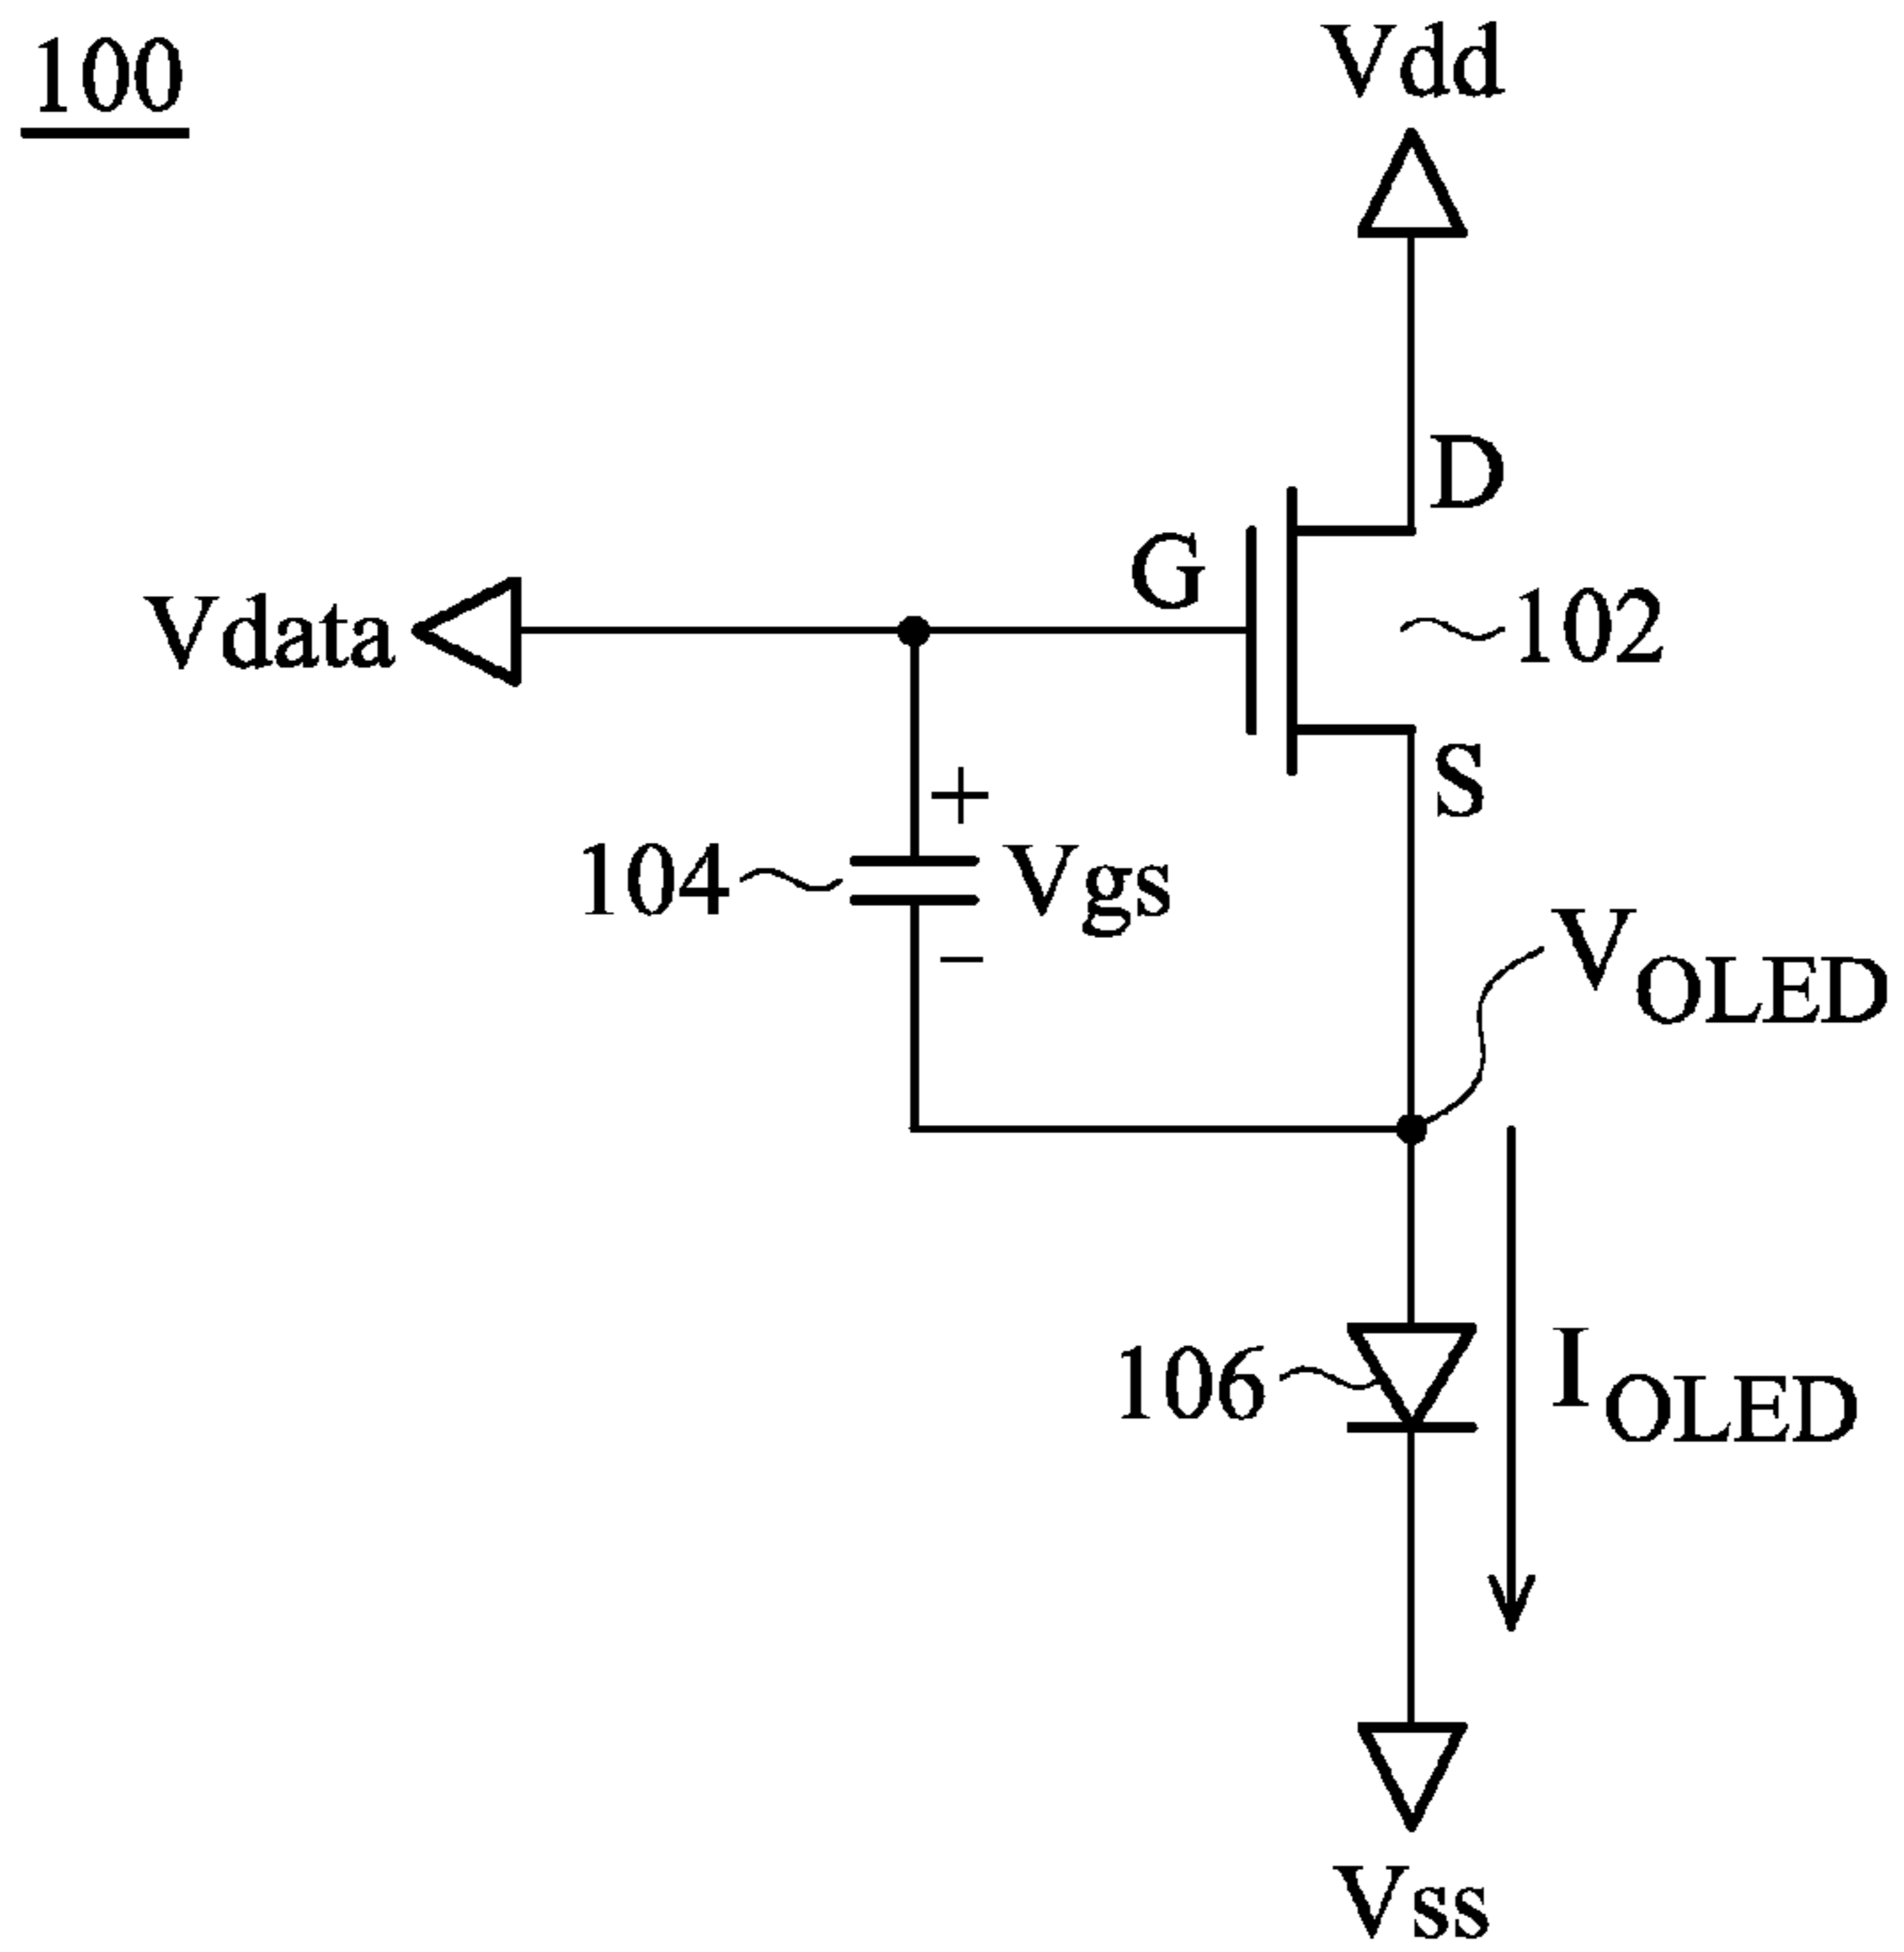 100
Vdd
D
G
Vdata
102
S
+
104
Vgs
−
VOLED
106
IOLED
Vss